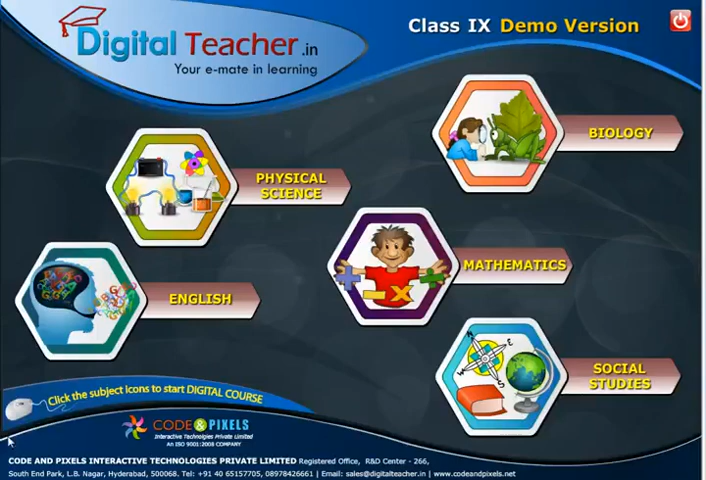 Digital Teacher.in
Your e-mate in learning
Class IX Demo Version
BIOLOGY
PHYSICAL
SCIENCE
MATHEMATICS
ENGLISH
SOCIAL
STUDIES
Click the subject icons to start DIGITAL COURSE
CODE & PIXELS
Interactive Technolgies Private Limited
An ISO 9001:2008 COMPANY
CODE AND PIXELS INTERACTIVE TECHNOLOGIES PRIVATE LIMITED Registered Office, R&D Center - 266,
South End Park, L.B. Nagar, Hyderabad, 500068. Tel: +91 40 65157705, 08978426661 | Email: sales@digitalteacher.in | www.codeandpixels.net